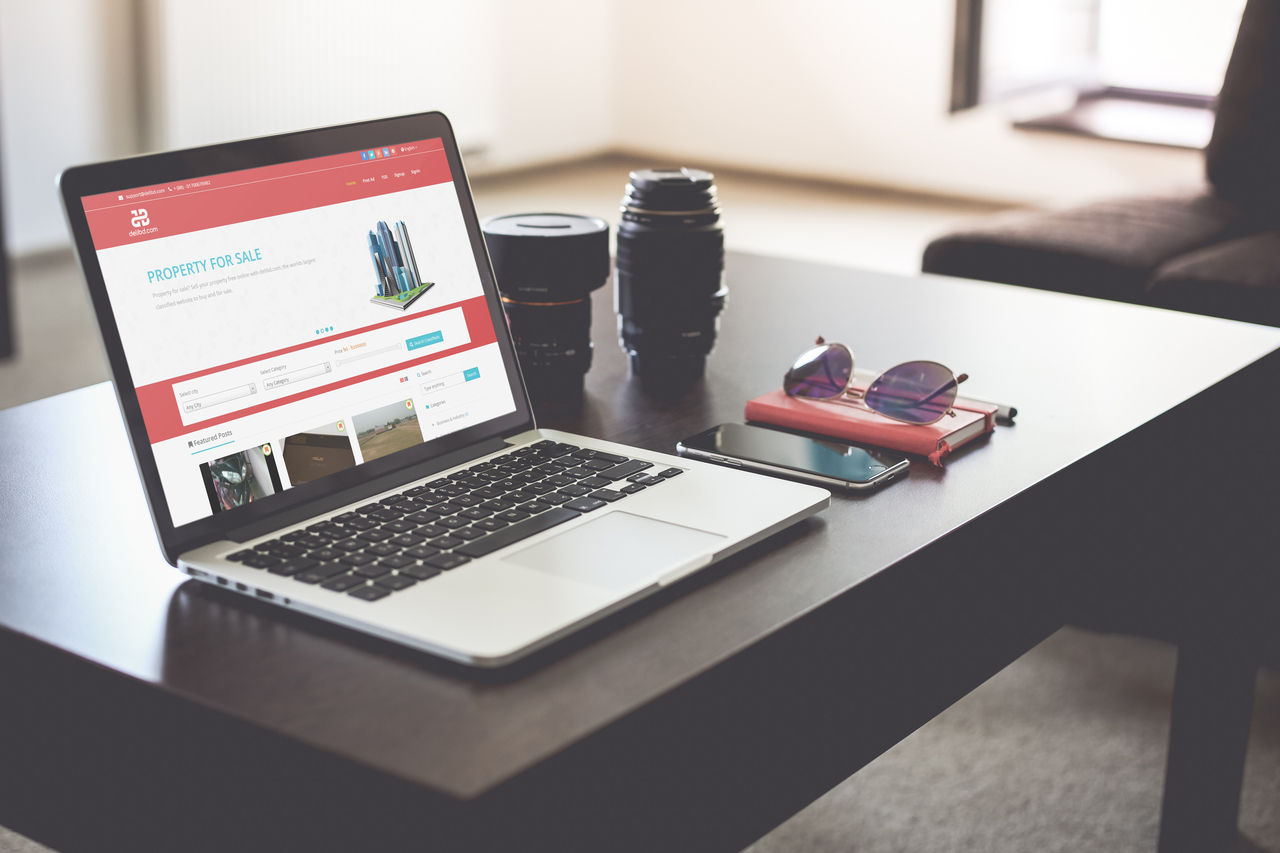 support@delibd.com
English
Home Post Ad FAQ Signup Signin
delibd.com
PROPERTY FOR SALE
Property for sale? Sell your property free online with delibd.com, the worlds largest
classified website to buy and for sale.
Select city Select Category Price
Any City Any Category Search Classifieds
Search
Type anything Search
Categories
Featured Posts
Business & Industry